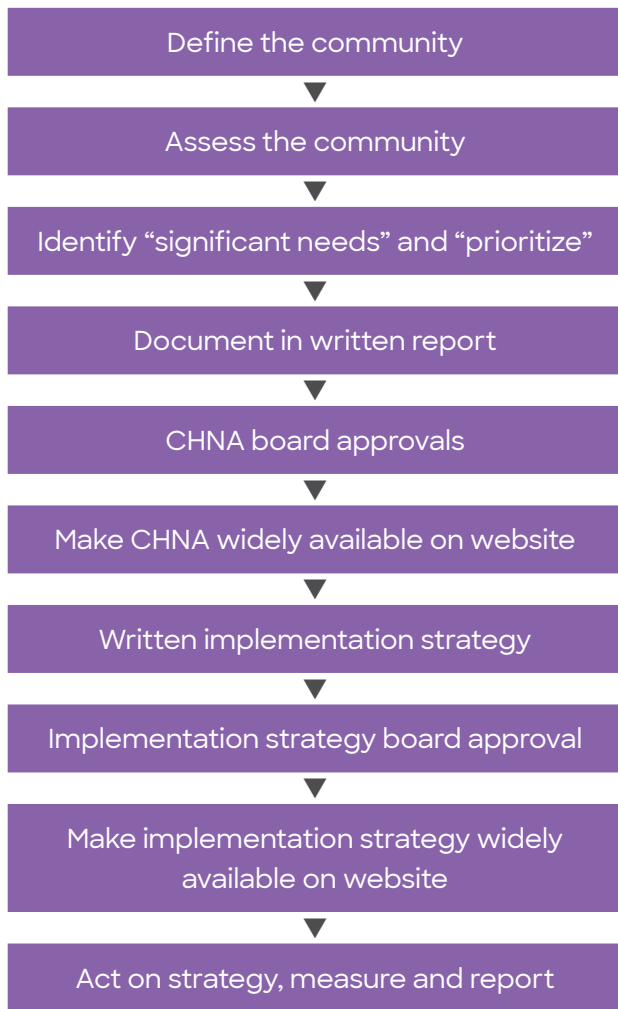 Define the community
Assess the community
Identify “significant needs” and “prioritize”
Document in written report
CHNA board approvals
Make CHNA widely available on website
Written implementation strategy
Implementation strategy board approval
Make implementation strategy widely
available on website
Act on strategy, measure and report